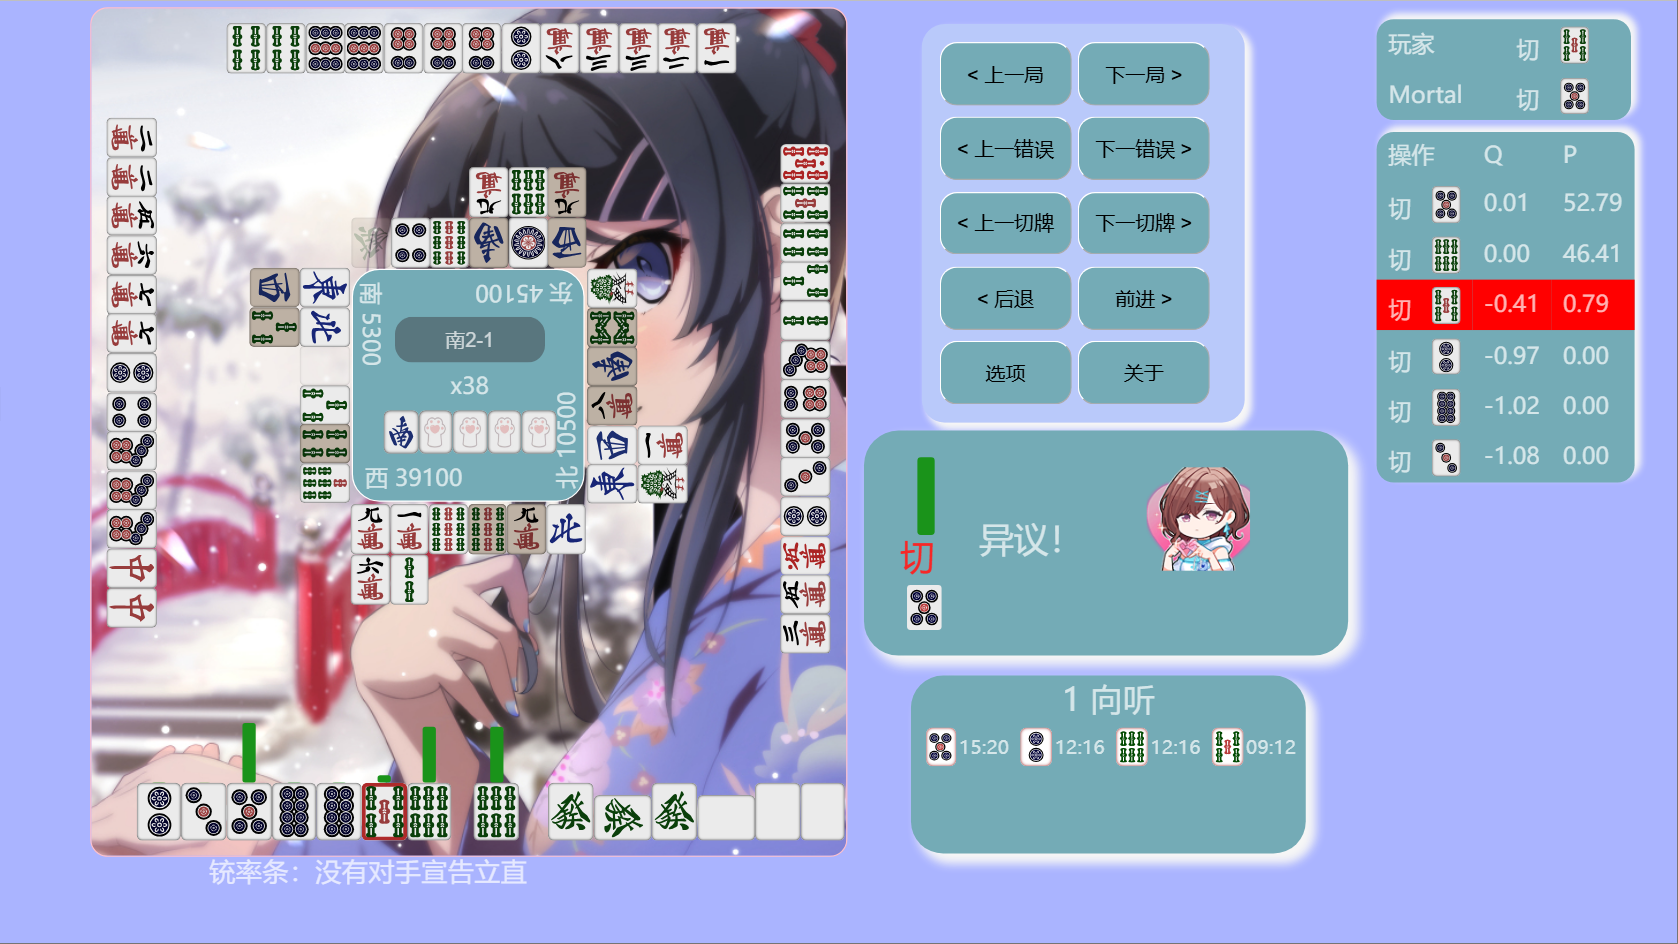 < 上一局
下一局 >
< 上一错误
下一错误 >
< 上一切牌
下一切牌 >
< 后退
前进 >
选项
关于
玩家 切
Mortal 切
操作 Q P
切 0.01 52.79
切 0.00 46.41
切 -0.41 0.79
切 -0.97 0.00
切 -1.02 0.00
切 -1.08 0.00
东 45100
南 5300
南2-1
x38
西 39100
北 10500
切
异议！
1 向听
15:20 12:16 12:16 09:12
铳率条：没有对手宣告立直